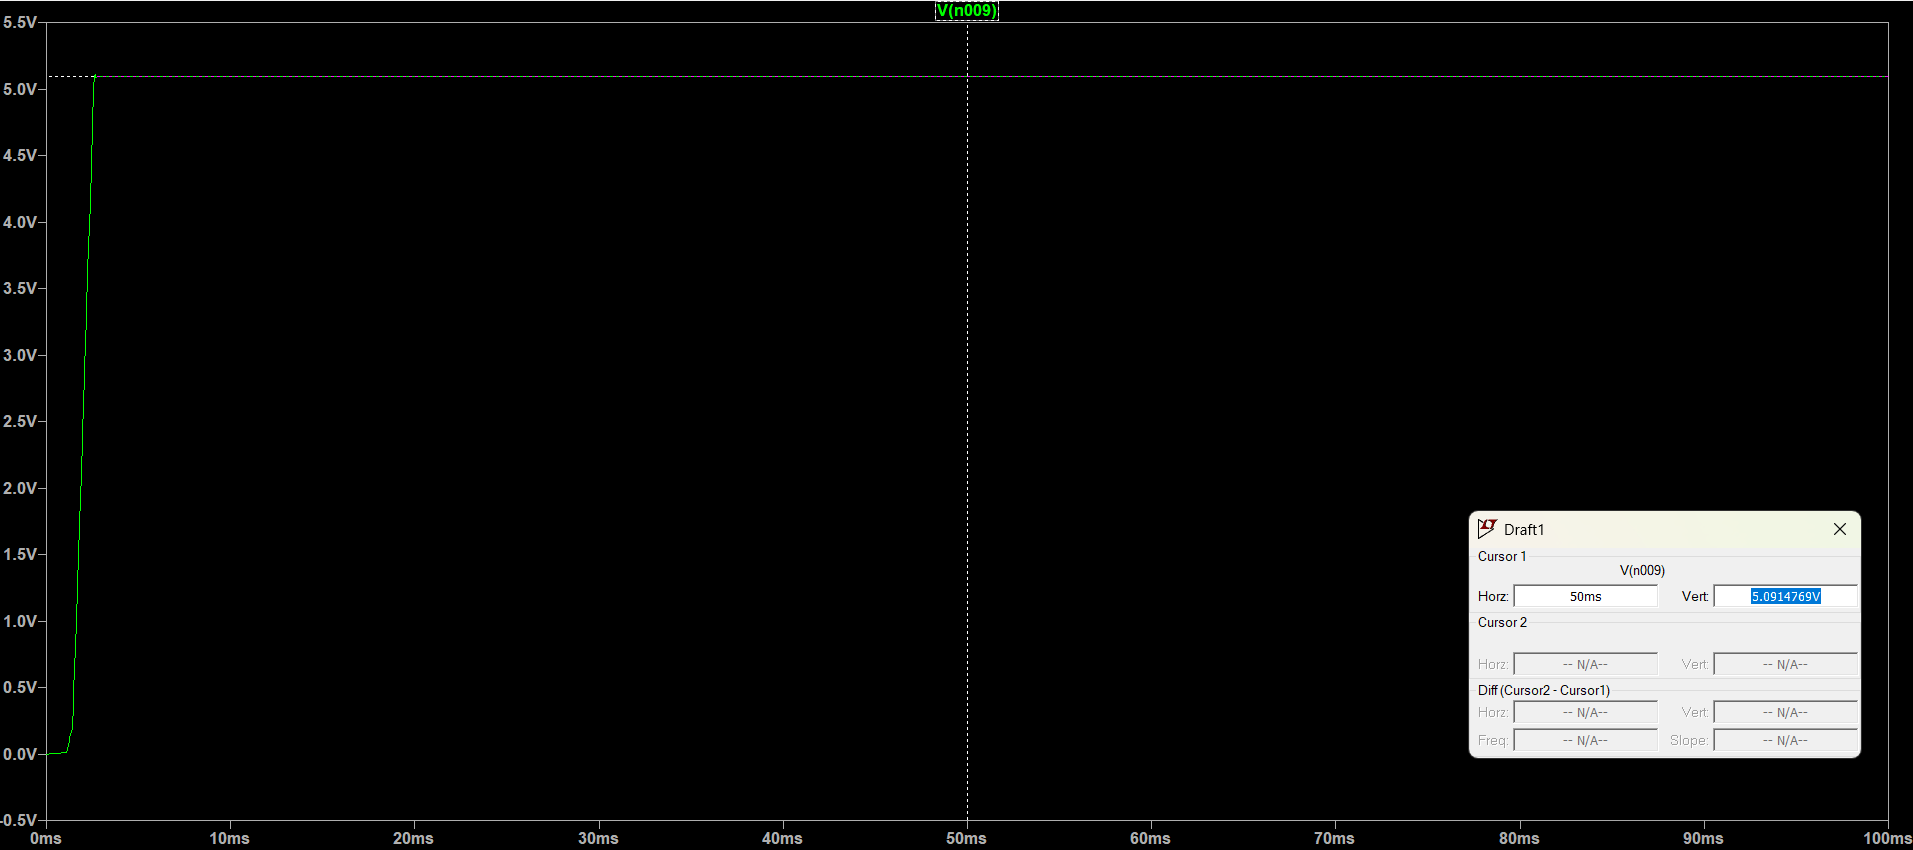 V(n009)
5.5V
5.0V
4.5V
4.0V
3.5V
3.0V
2.5V
2.0V
1.5V
1.0V
0.5V
0.0V
-0.5V
0ms 10ms 20ms 30ms 40ms 50ms 60ms 70ms 80ms 90ms 100ms
Draft1
Cursor 1
V(n009)
Horz: 50ms Vert: 5.0914769V
Cursor 2
Horz: -- N/A-- Vert: -- N/A--
Diff (Cursor2 - Cursor1)
Horz: -- N/A-- Vert: -- N/A--
Freq: -- N/A-- Slope: -- N/A--